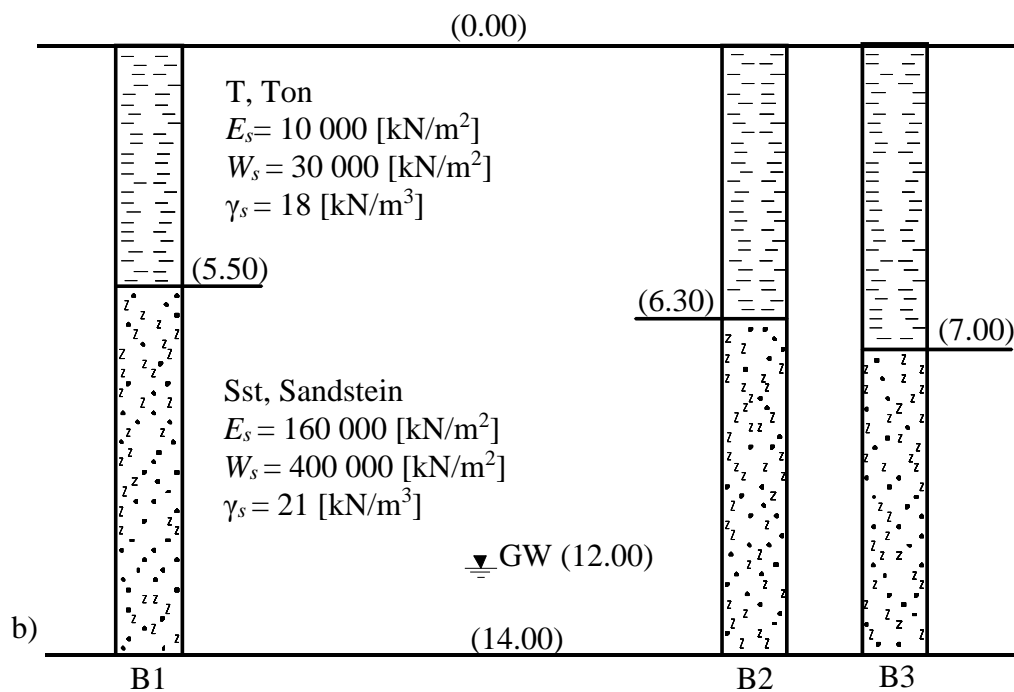 (0.00)
T, Ton
Eₛ= 10 000 [kN/m²]
Wₛ = 30 000 [kN/m²]
γₛ = 18 [kN/m³]
(5.50)
(6.30)
(7.00)
Sst, Sandstein
Eₛ = 160 000 [kN/m²]
Wₛ = 400 000 [kN/m²]
γₛ = 21 [kN/m³]
GW (12.00)
b)
(14.00)
B1
B2
B3